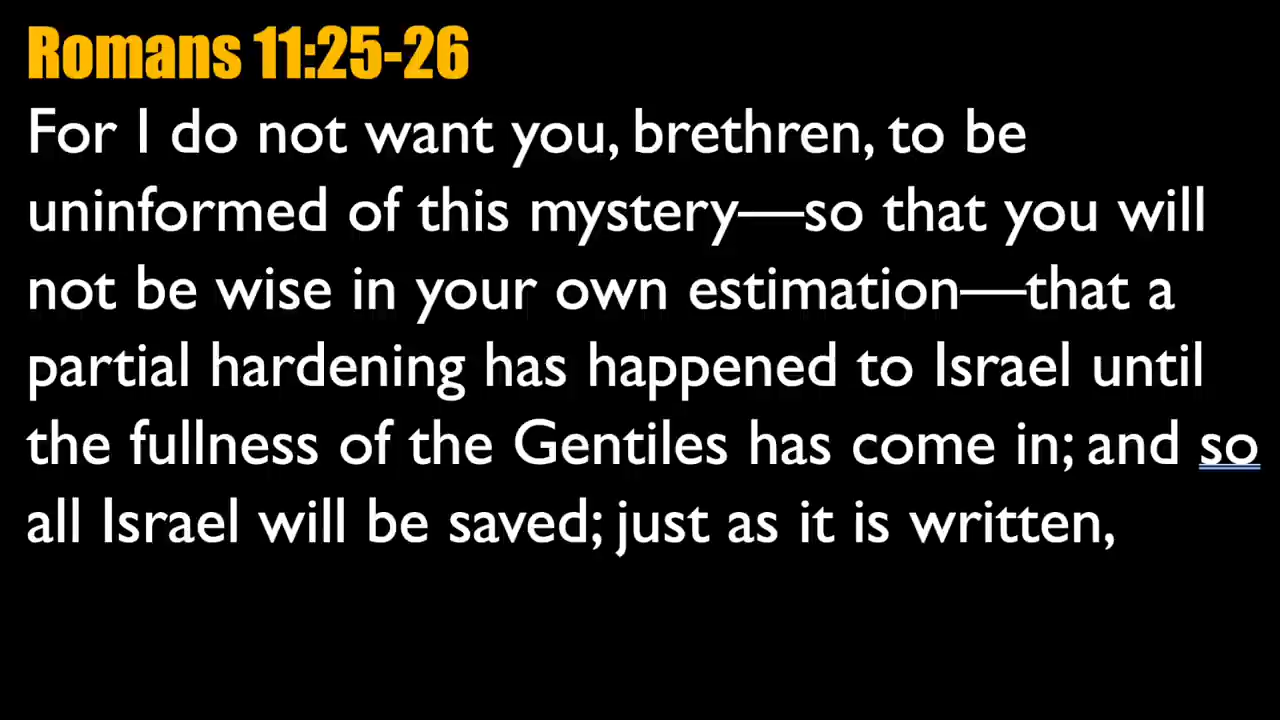 Romans 11:25-26
For I do not want you, brethren, to be
uninformed of this mystery—so that you will
not be wise in your own estimation—that a
partial hardening has happened to Israel until
the fullness of the Gentiles has come in; and so
all Israel will be saved; just as it is written,